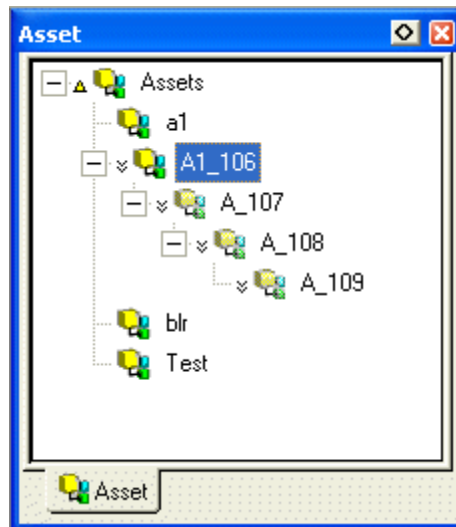 Asset
Assets
a1
A1_106
A_107
A_108
A_109
blr
Test
Asset